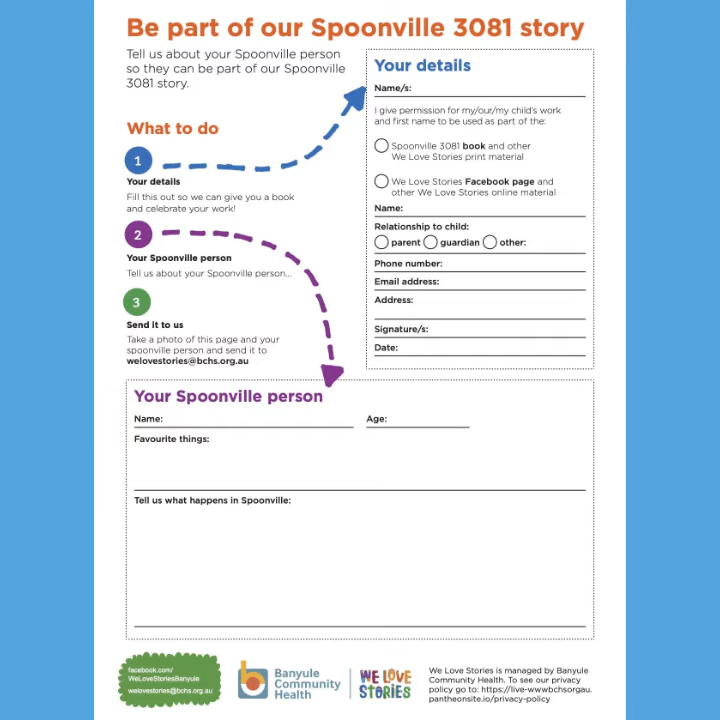 Be part of our Spoonville 3081 story
Tell us about your Spoonville person
so they can be part of our Spoonville
3081 story.
What to do
1
Your details
Fill this out so we can give you a book
and celebrate your work!
2
Your Spoonville person
Tell us about your Spoonville person...
3
Send it to us
Take a photo of this page and your
spoonville person and send it to
welovestories@bchs.org.au
Your details
Name/s:
I give permission for my/our/my child's work
and first name to be used as part of the:
Spoonville 3081 book and other
We Love Stories print material
We Love Stories Facebook page and
other We Love Stories online material
Name:
Relationship to child:
parent guardian other:
Phone number:
Email address:
Address:
Signature/s:
Date:
Your Spoonville person
Name: Age:
Favourite things:
Tell us what happens in Spoonville:
facebook.com/
WeLoveStoriesBanyule
welovestories@bchs.org.au
Banyule
Community
Health
WE LOVE
STORIES
We Love Stories is managed by Banyule
Community Health. To see our privacy
policy go to: https://live-wwwbchsorgau.
pantheonsite.io/privacy-policy